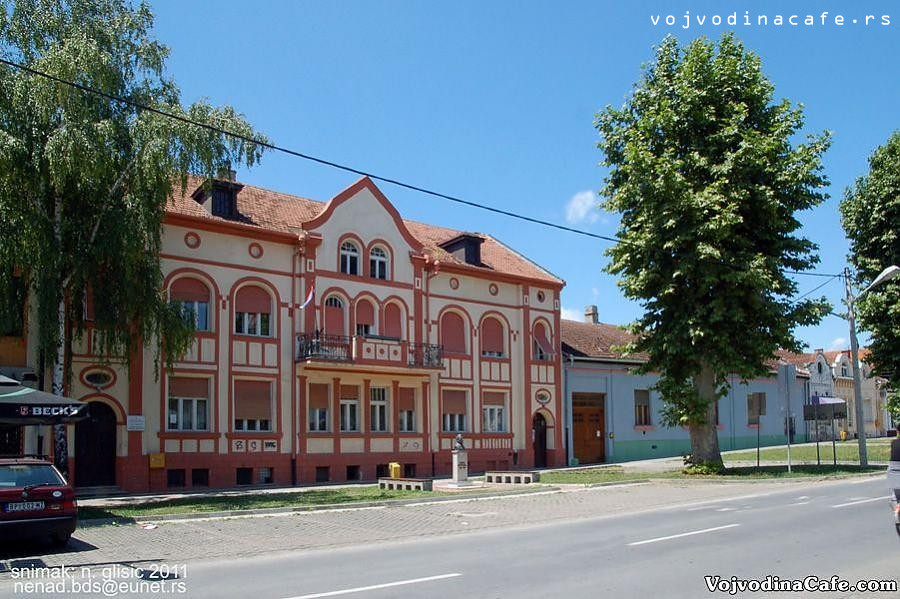 vojvodinacafe.rs
BECK'S
snimak: n. glisic 2011
nenad.bds@eunet.rs
VojvodinaCafe.com